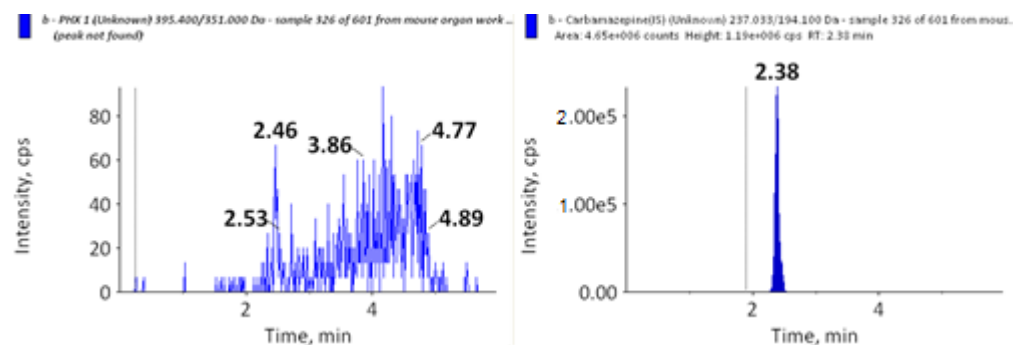 b - PHX 1 (Unknown) 395.400/351.000 Da - sample 326 of 601 from mouse organ work ...
(peak not found)
80
60
40
20
0
Intensity, cps
2.46
2.53
3.86
4.77
4.89
2
4
Time, min
b - Carbamazepine(IS) (Unknown) 237.033/194.100 Da - sample 326 of 601 from mous.
Area: 4.65e+006 counts Height: 1.19e+006 cps RT: 2.38 min
2.38
2.00e5
1.00e5
0.00
Intensity, cps
2
4
Time, min